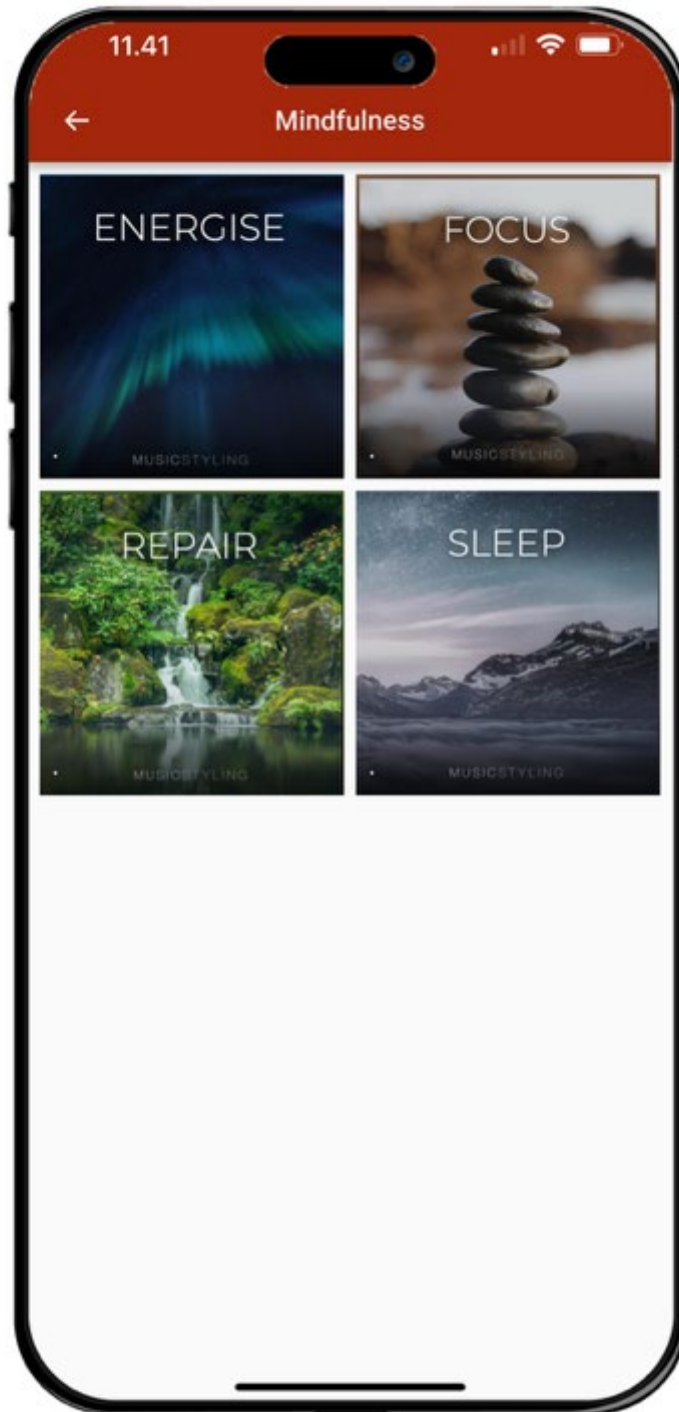 11.41
Mindfulness
ENERGISE
MUSICSTYLING
FOCUS
MUSICSTYLING
REPAIR
MUSICSTYLING
SLEEP
MUSICSTYLING